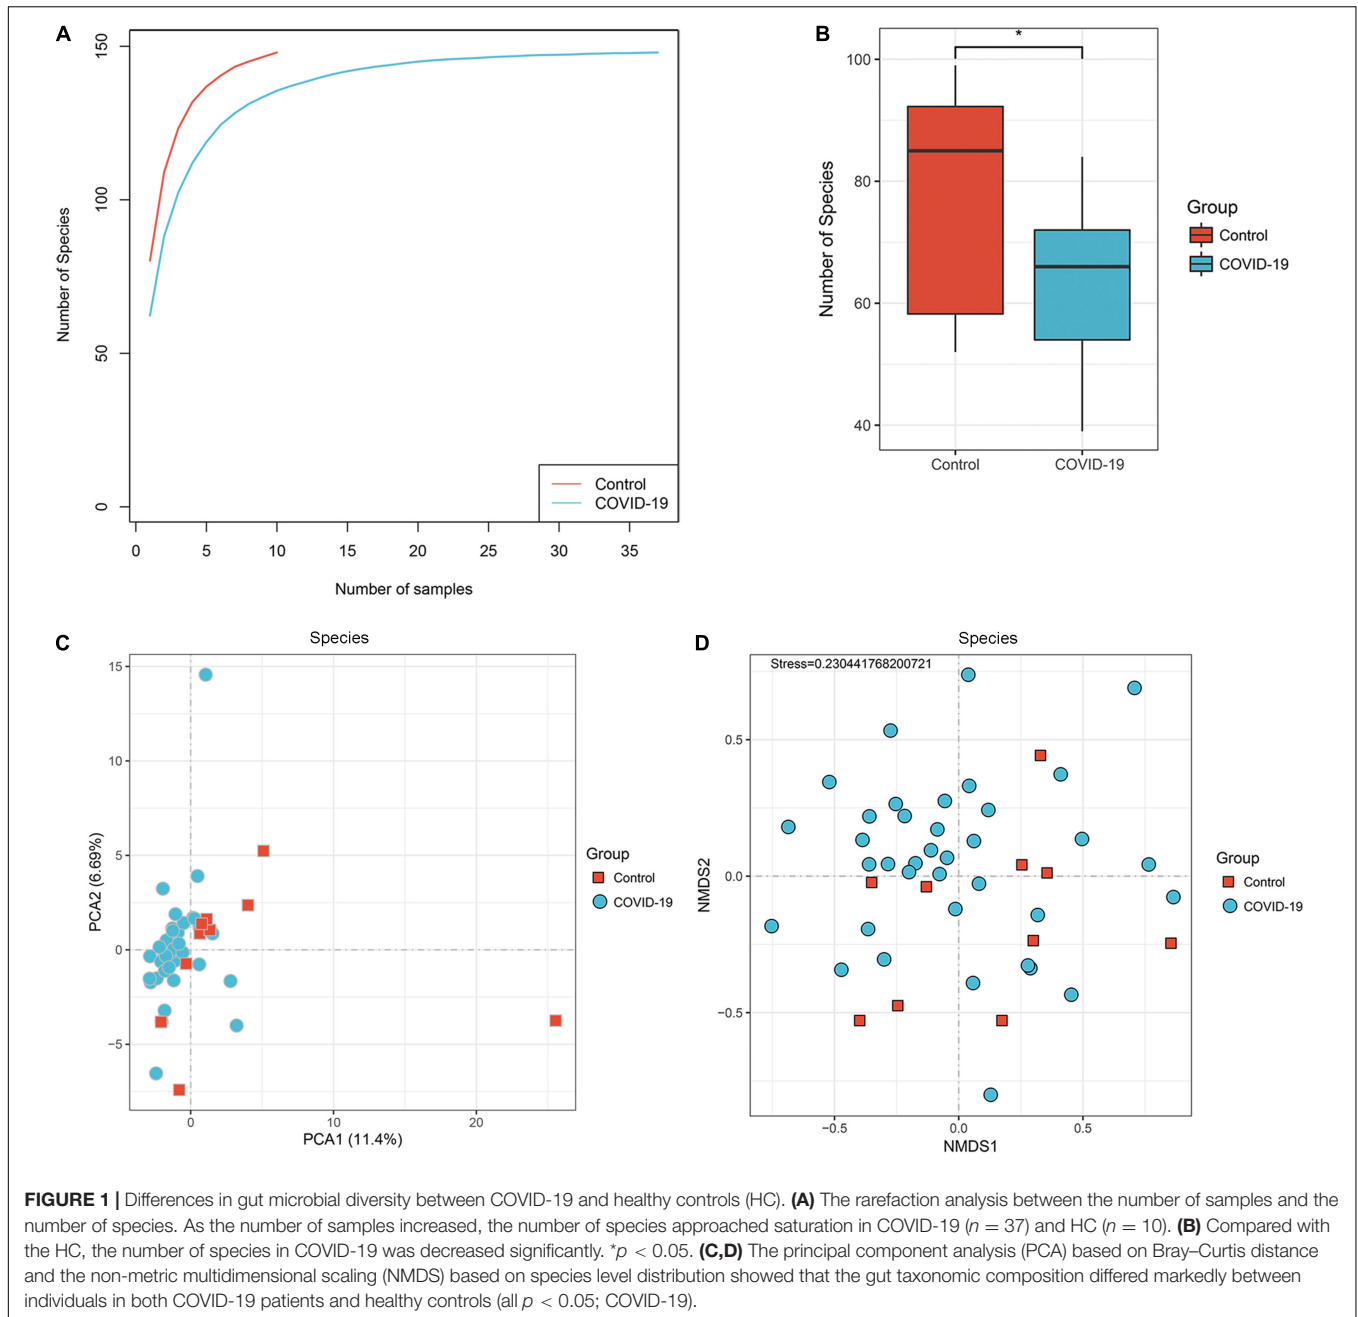 A
150
100
50
0
Number of Species
Control
COVID-19
0 5 10 15 20 25 30 35
Number of samples
B
*
100
80
60
40
Number of Species
Control COVID-19
Group
Control
COVID-19
C
Species
15
10
5
0
−5
PCA2 (6.69%)
0 10 20
PCA1 (11.4%)
Group
Control
COVID-19
D
Species
Stress=0.230441768200721
0.5
0.0
−0.5
NMDS2
−0.5 0.0 0.5
NMDS1
Group
Control
COVID-19
FIGURE 1 | Differences in gut microbial diversity between COVID-19 and healthy controls (HC). (A) The rarefaction analysis between the number of samples and the
number of species. As the number of samples increased, the number of species approached saturation in COVID-19 (n = 37) and HC (n = 10). (B) Compared with
the HC, the number of species in COVID-19 was decreased significantly. *p < 0.05. (C,D) The principal component analysis (PCA) based on Bray–Curtis distance
and the non-metric multidimensional scaling (NMDS) based on species level distribution showed that the gut taxonomic composition differed markedly between
individuals in both COVID-19 patients and healthy controls (all p < 0.05; COVID-19).